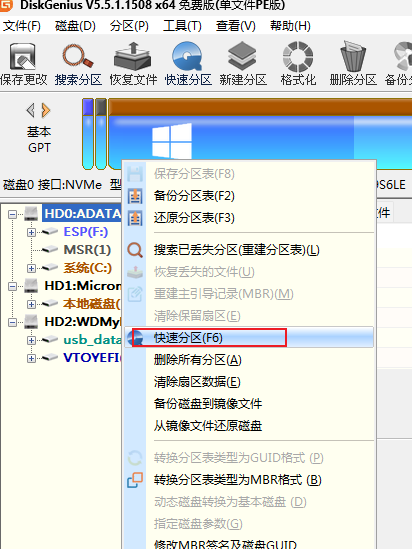 DiskGenius V5.5.1.1508 x64 免费版(单文件PE版)
文件(F) 磁盘(D) 分区(P) 工具(T) 查看(V) 帮助(H)
保存更改 搜索分区 恢复文件 快速分区 新建分区 格式化 删除分区 备份分
基本
GPT
磁盘0 接口:NVMe 型 OS6LE
HD0:ADATA 件
ESP(F:)
MSR(1)
系统(C:)
HD1:Microm
本地磁盘(
HD2:WDMyP
usb_data
VTOYEFI(
保存分区表(F8)
备份分区表(F2)
还原分区表(F3)
搜索已丢失分区(重建分区表)(L)
恢复丢失的文件(U)
重建主引导记录(MBR)(M)
清除保留扇区(E)
快速分区(F6)
删除所有分区(A)
清除扇区数据(E)
备份磁盘到镜像文件
从镜像文件还原磁盘
转换分区表类型为GUID格式 (P)
转换分区表类型为MBR格式 (B)
动态磁盘转换为基本磁盘 (D)
指定磁盘参数(G)
修改MBR签名及磁盘GUID